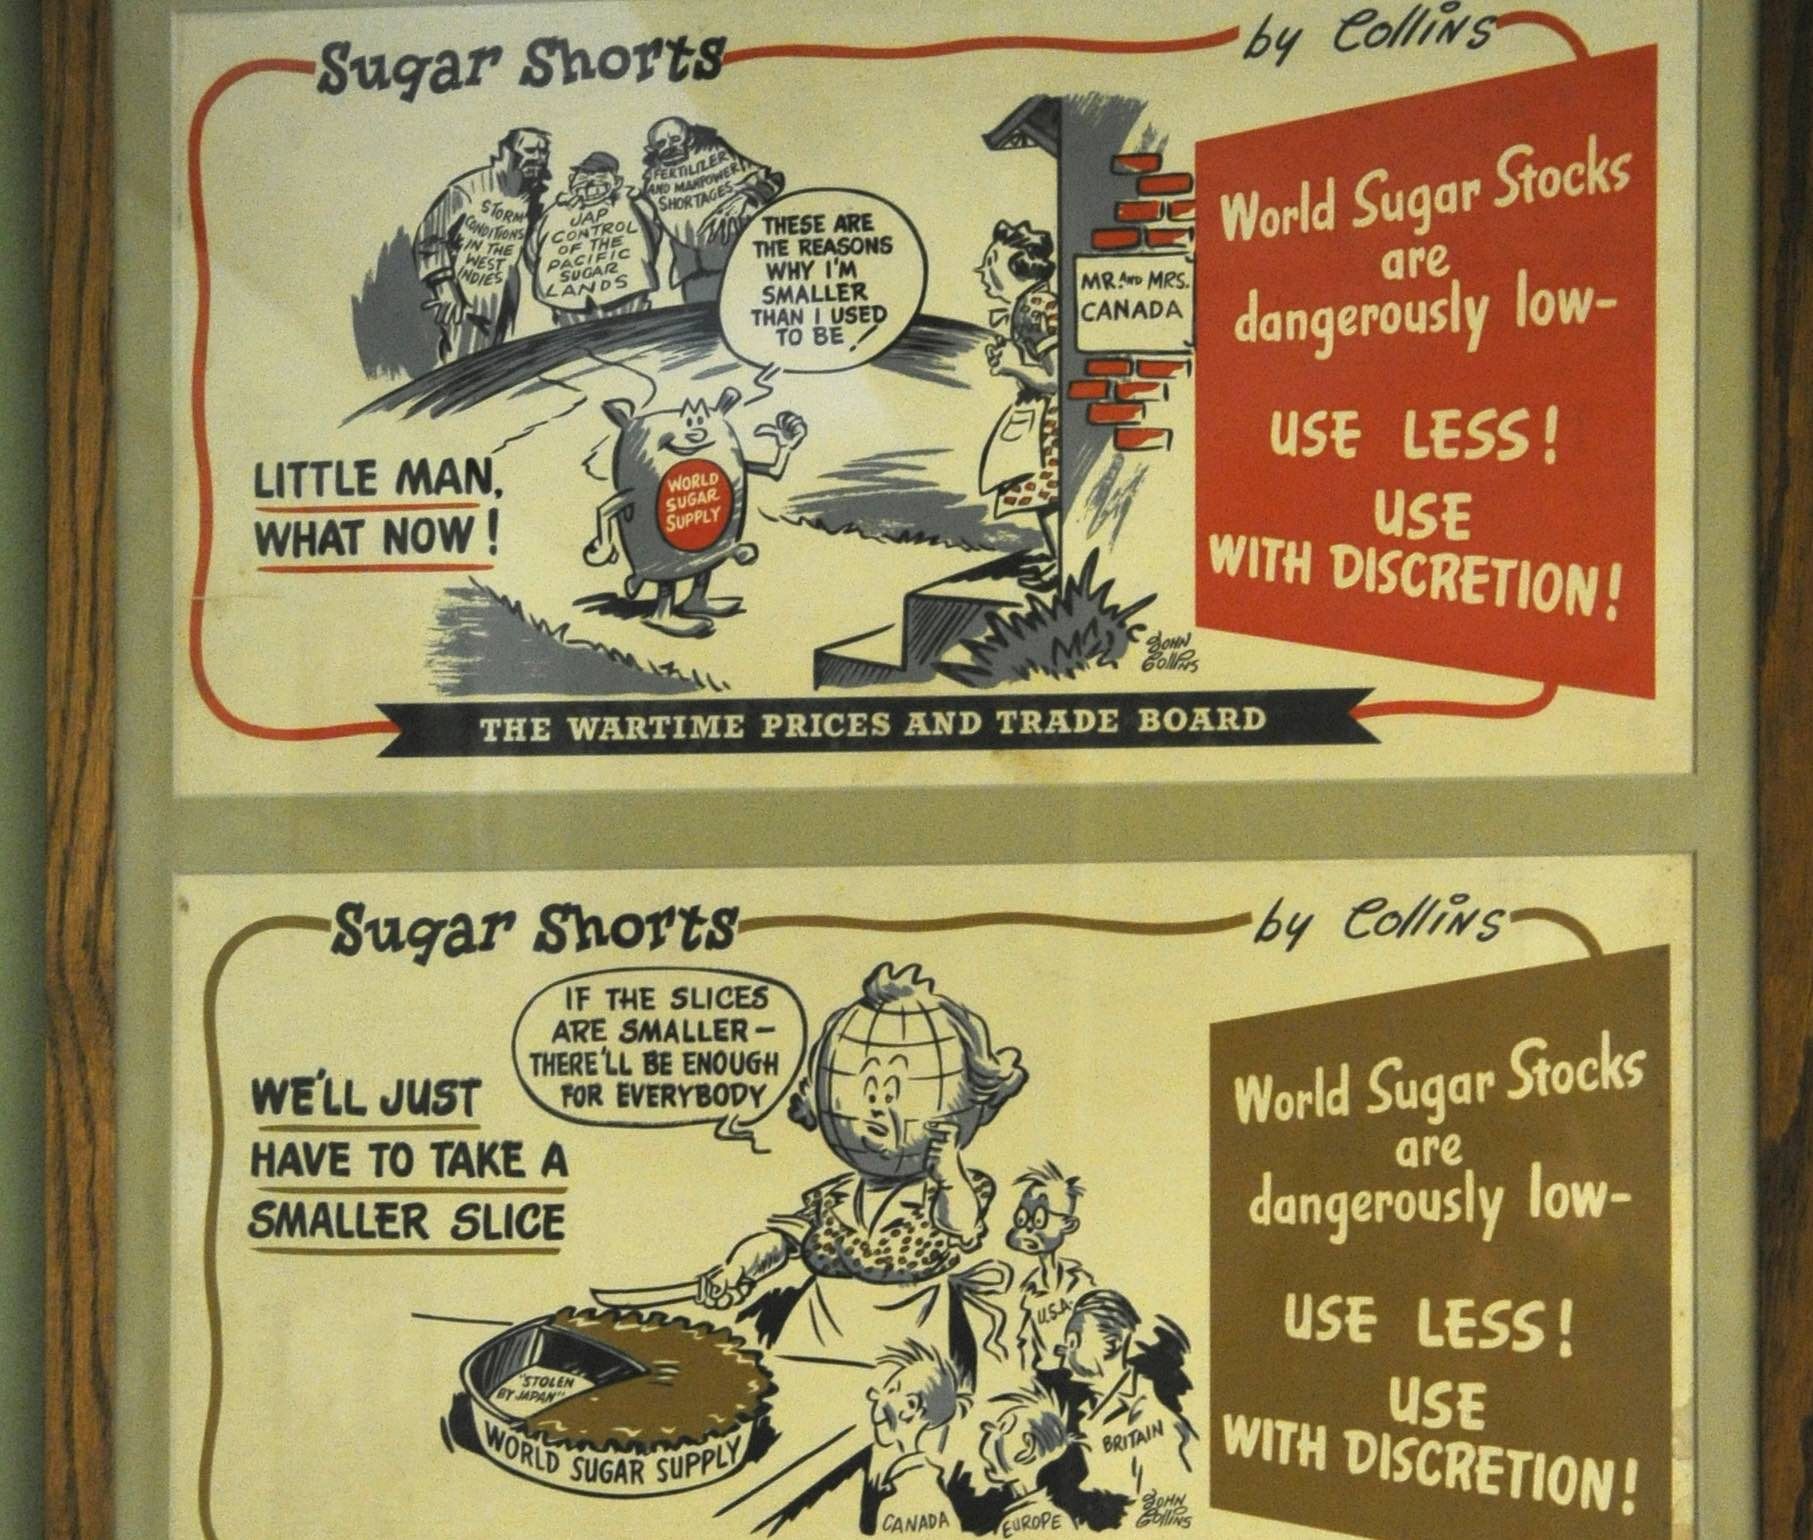 Sugar Shorts
by Collins
STORM
CONDITIONS
IN THE
WEST
INDIES
JAP
CONTROL
OF THE
PACIFIC
SUGAR
LANDS
FERTILIZER
AND MANPOWER
SHORTAGES
THESE ARE
THE REASONS
WHY I'M
SMALLER
THAN I USED
TO BE!
MR. AND MRS.
CANADA
LITTLE MAN,
WHAT NOW!
WORLD
SUGAR
SUPPLY
JOHN
Collins
World Sugar Stocks
are
dangerously low-
USE LESS!
USE
WITH DISCRETION!
THE WARTIME PRICES AND TRADE BOARD
Sugar Shorts
by Collins
IF THE SLICES
ARE SMALLER—
THERE'LL BE ENOUGH
FOR EVERYBODY
WE'LL JUST
HAVE TO TAKE A
SMALLER SLICE
"STOLEN
BY JAPAN"
WORLD SUGAR SUPPLY
U.S.A.
BRITAIN
CANADA
EUROPE
JOHN
Collins
World Sugar Stocks
are
dangerously low-
USE LESS!
USE
WITH DISCRETION!